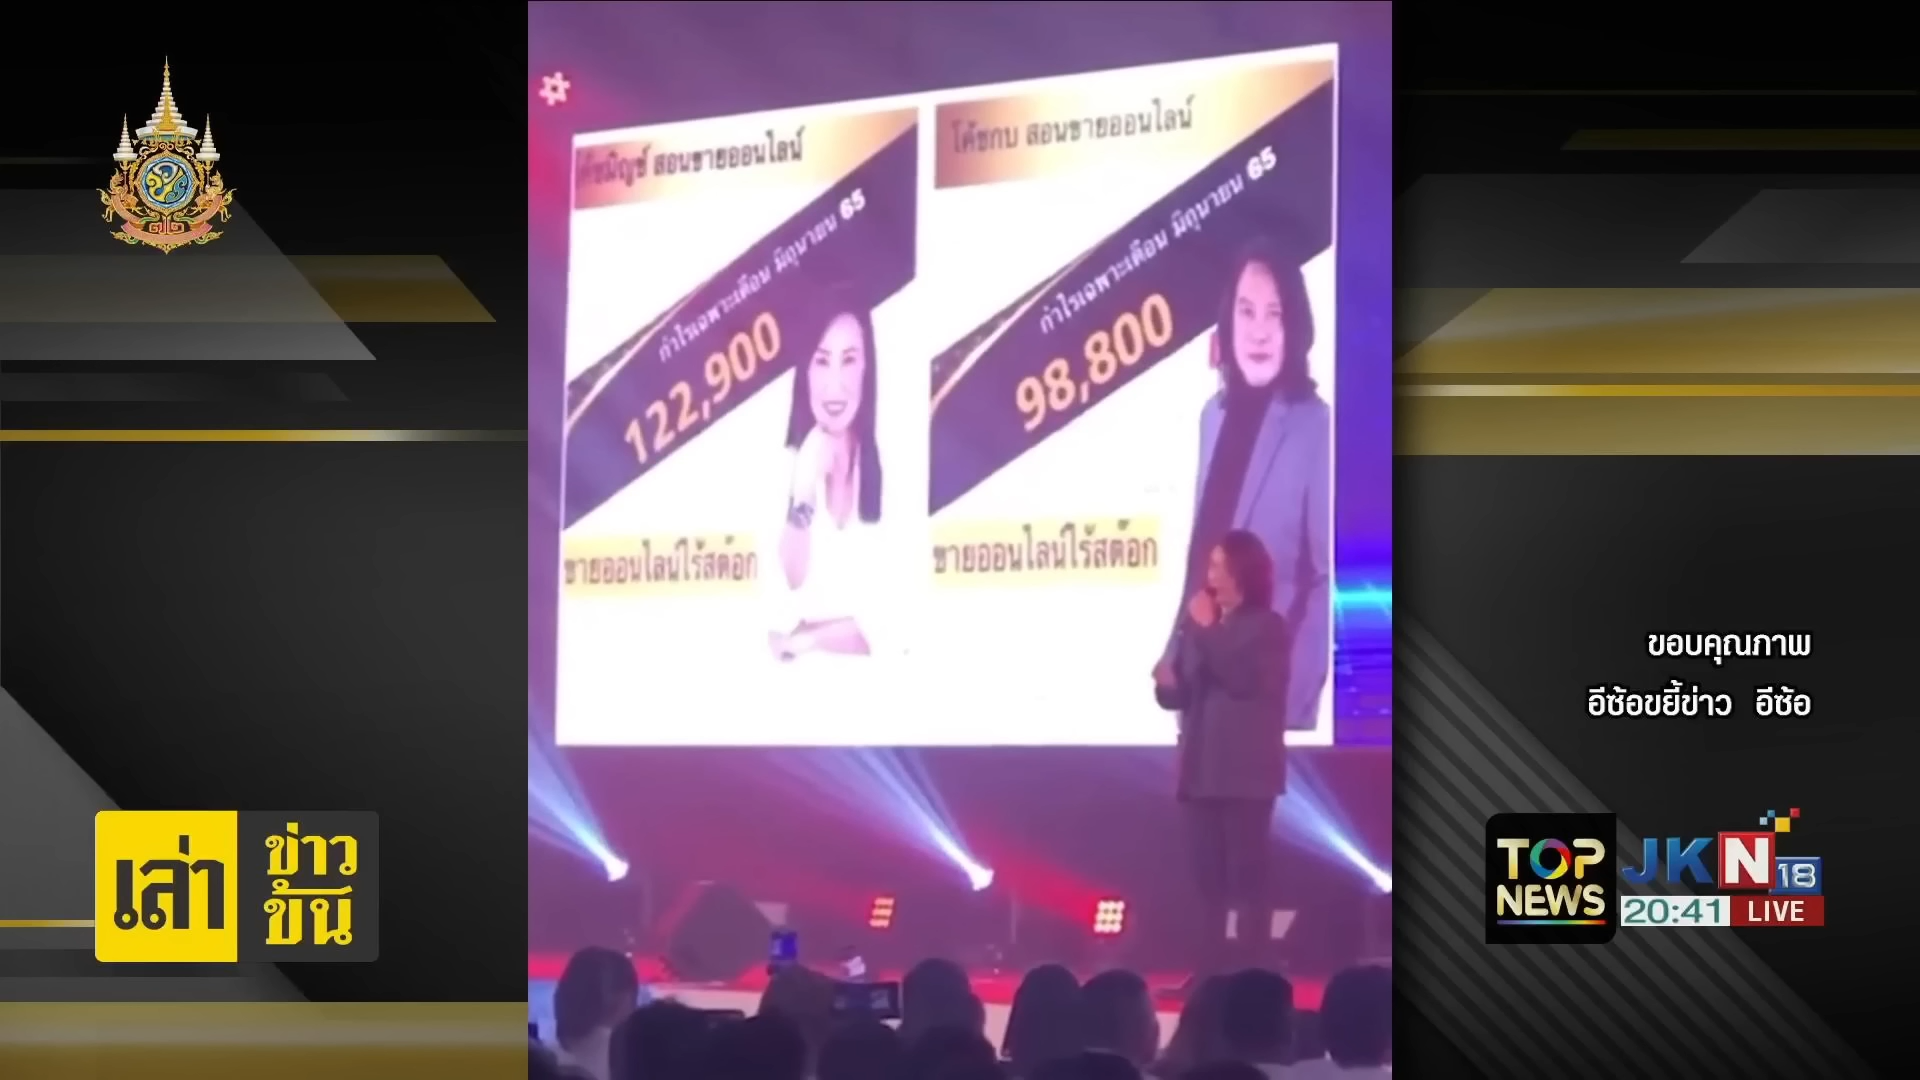 โค้ชมิญช์ สอนขายออนไลน์
กำไรเฉพาะเดือน มิถุนายน 65
122,900
ขายออนไลน์ไร้สต๊อก
โค้ชกบ สอนขายออนไลน์
กำไรเฉพาะเดือน มิถุนายน 65
98,800
ขายออนไลน์ไร้สต๊อก
ขอบคุณภาพ
อีซ้อขยี้ข่าว อีซ้อ
เล่า
ข่าว
ข้น
TOP
NEWS
JKN
18
20:41 LIVE